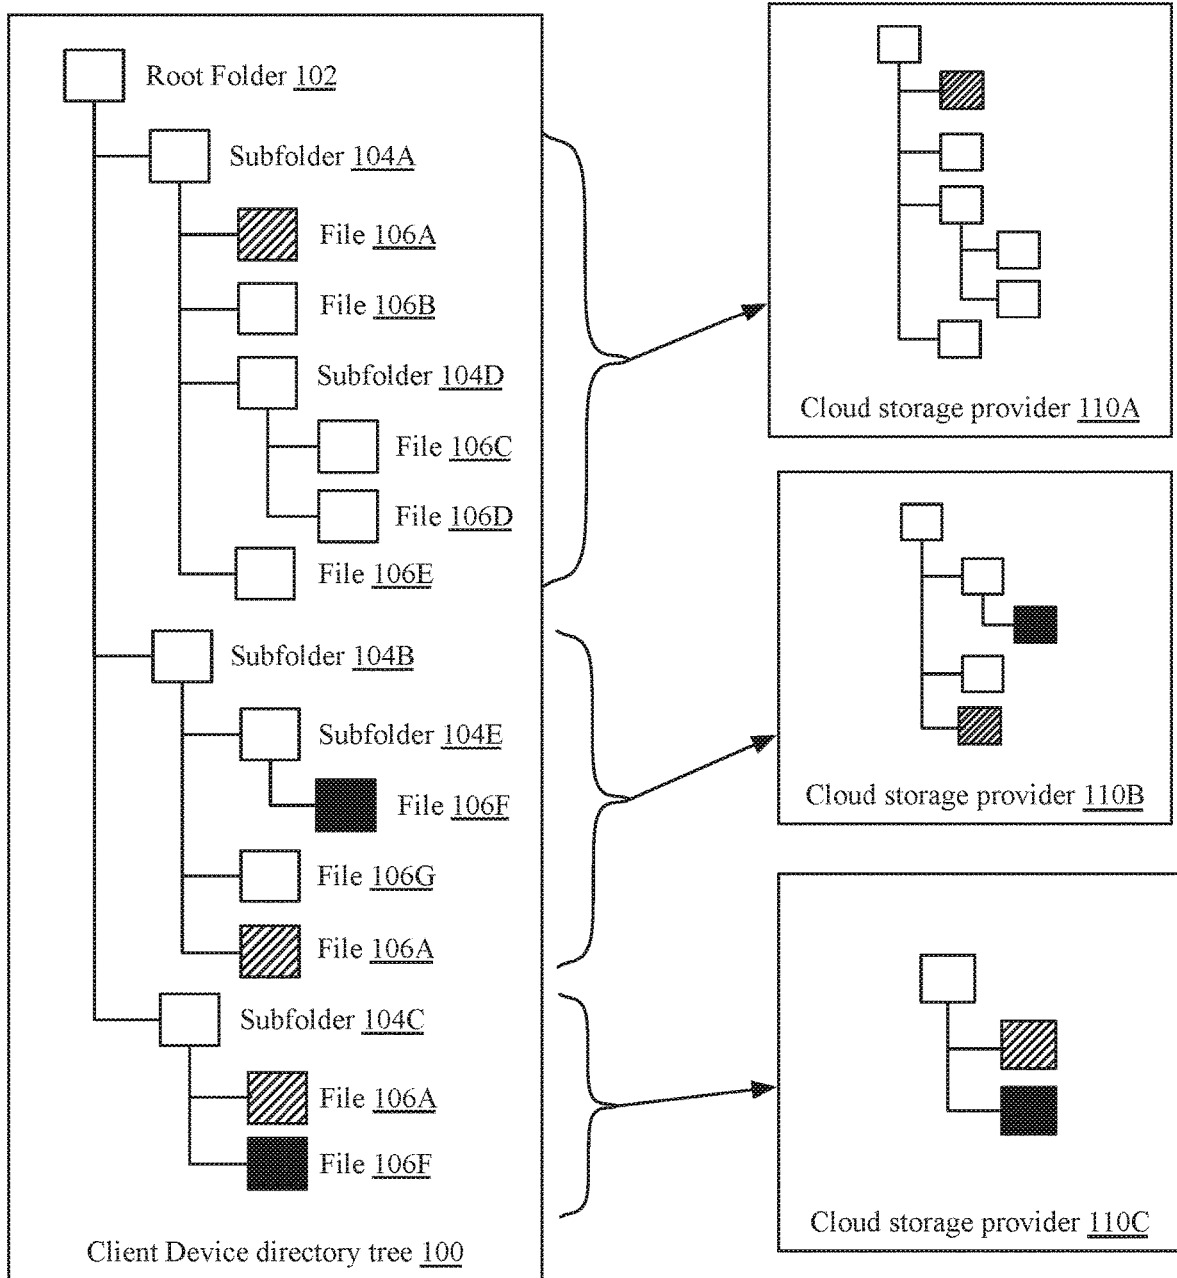 Root Folder 102
Subfolder 104A
File 106A
File 106B
Subfolder 104D
File 106C
File 106D
File 106E
Subfolder 104B
Subfolder 104E
File 106F
File 106G
File 106A
Subfolder 104C
File 106A
File 106F
Client Device directory tree 100
Cloud storage provider 110A
Cloud storage provider 110B
Cloud storage provider 110C